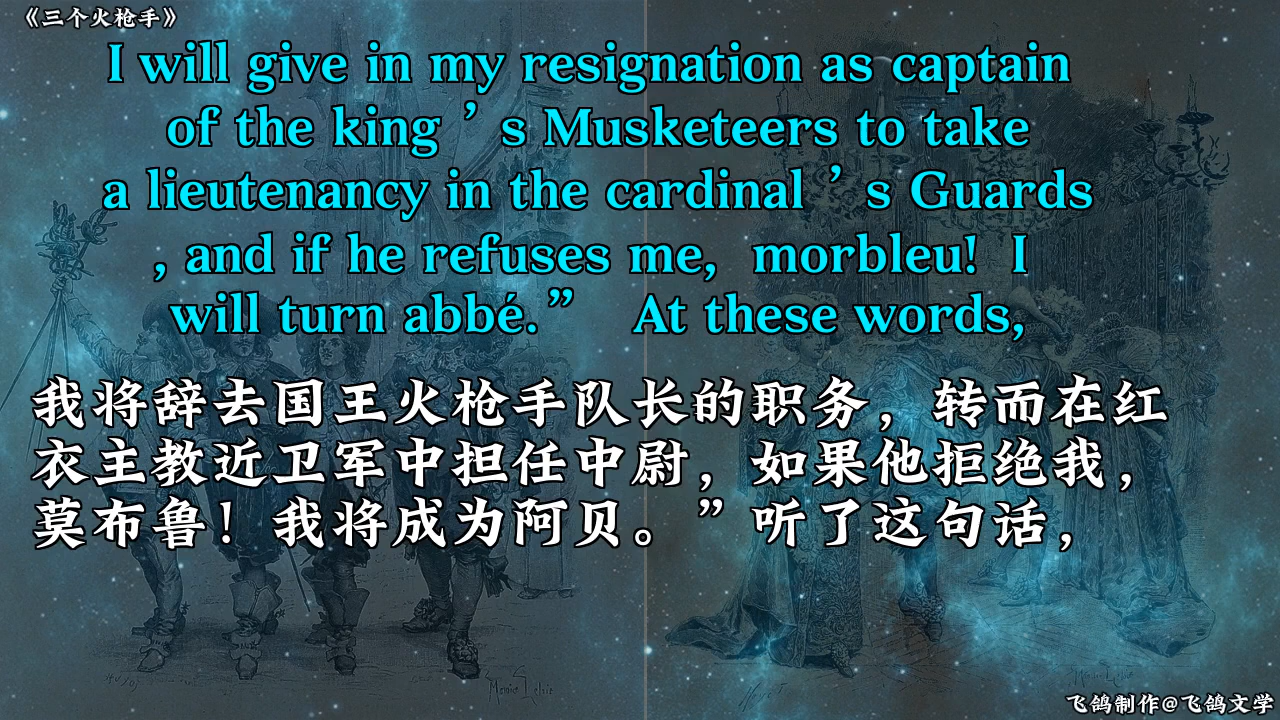 《三个火枪手》
I will give in my resignation as captain
of the king ’ s Musketeers to take
a lieutenancy in the cardinal ’ s Guards
, and if he refuses me, morbleu! I
will turn abbé.” At these words,
我将辞去国王火枪手队长的职务，转而在红
衣主教近卫军中担任中尉，如果他拒绝我，
莫布鲁！我将成为阿贝。”听了这句话，
飞鸽制作@飞鸽文学